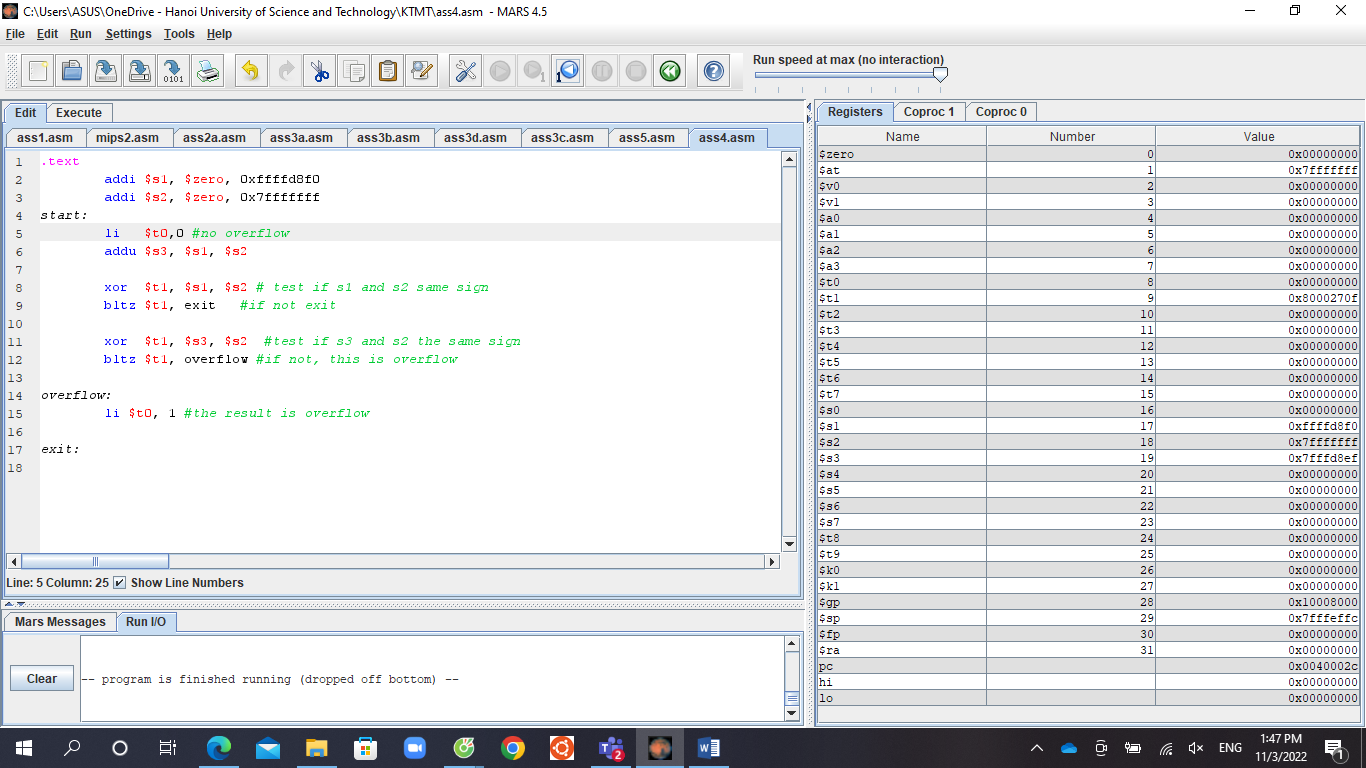 C:\Users\ASUS\OneDrive - Hanoi University of Science and Technology\KTMT\ass4.asm - MARS 4.5
File Edit Run Settings Tools Help
Run speed at max (no interaction)
Edit Execute
ass1.asm mips2.asm ass2a.asm ass3a.asm ass3b.asm ass3d.asm ass3c.asm ass5.asm ass4.asm
1 .text
2 addi $s1, $zero, 0xffffd8f0
3 addi $s2, $zero, 0x7fffffff
4 start:
5 li $t0,0 #no overflow
6 addu $s3, $s1, $s2
7
8 xor $t1, $s1, $s2 # test if s1 and s2 same sign
9 bltz $t1, exit #if not exit
10
11 xor $t1, $s3, $s2 #test if s3 and s2 the same sign
12 bltz $t1, overflow #if not, this is overflow
13
14 overflow:
15 li $t0, 1 #the result is overflow
16
17 exit:
18
Line: 5 Column: 25 Show Line Numbers
Mars Messages Run I/O
Clear
-- program is finished running (dropped off bottom) --
Registers Coproc 1 Coproc 0
Name Number Value
$zero 0 0x00000000
$at 1 0x7fffffff
$v0 2 0x00000000
$v1 3 0x00000000
$a0 4 0x00000000
$a1 5 0x00000000
$a2 6 0x00000000
$a3 7 0x00000000
$t0 8 0x00000000
$t1 9 0x8000270f
$t2 10 0x00000000
$t3 11 0x00000000
$t4 12 0x00000000
$t5 13 0x00000000
$t6 14 0x00000000
$t7 15 0x00000000
$s0 16 0x00000000
$s1 17 0xffffd8f0
$s2 18 0x7fffffff
$s3 19 0x7fffd8ef
$s4 20 0x00000000
$s5 21 0x00000000
$s6 22 0x00000000
$s7 23 0x00000000
$t8 24 0x00000000
$t9 25 0x00000000
$k0 26 0x00000000
$k1 27 0x00000000
$gp 28 0x10008000
$sp 29 0x7fffeffc
$fp 30 0x00000000
$ra 31 0x00000000
pc 0x0040002c
hi 0x00000000
lo 0x00000000
ENG
1:47 PM
11/3/2022